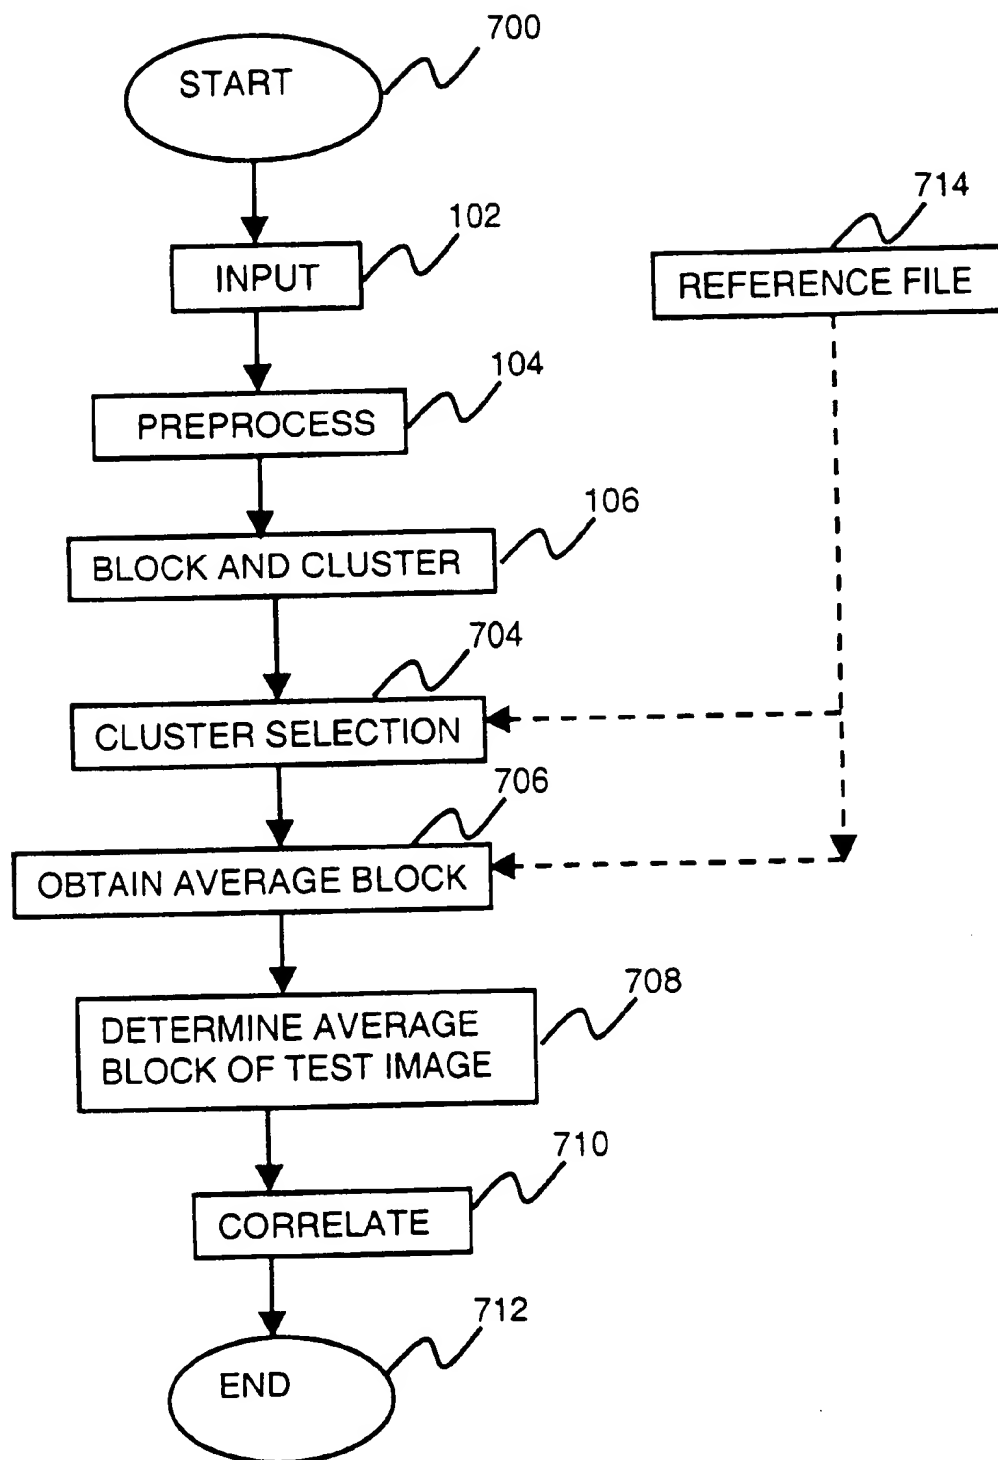 700
START
102
INPUT
714
REFERENCE FILE
104
PREPROCESS
106
BLOCK AND CLUSTER
704
CLUSTER SELECTION
706
OBTAIN AVERAGE BLOCK
708
DETERMINE AVERAGE
BLOCK OF TEST IMAGE
710
CORRELATE
712
END